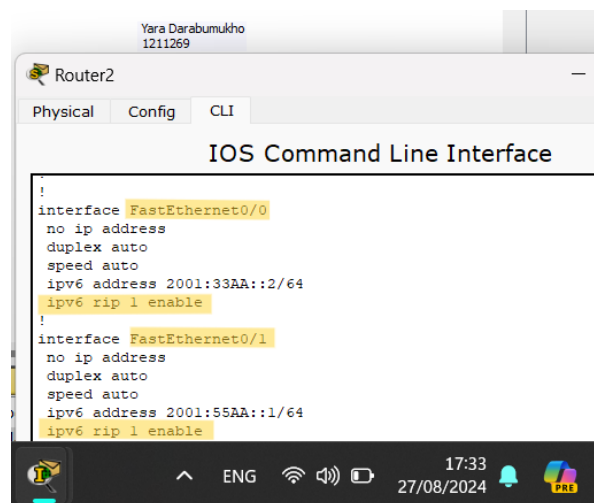 Yara Darabumukho
1211269
Router2
Physical Config CLI
IOS Command Line Interface
!
!
interface FastEthernet0/0
no ip address
duplex auto
speed auto
ipv6 address 2001:33AA::2/64
ipv6 rip 1 enable
!
interface FastEthernet0/1
no ip address
duplex auto
speed auto
ipv6 address 2001:55AA::1/64
ipv6 rip 1 enable
ENG
17:33
27/08/2024
PRE